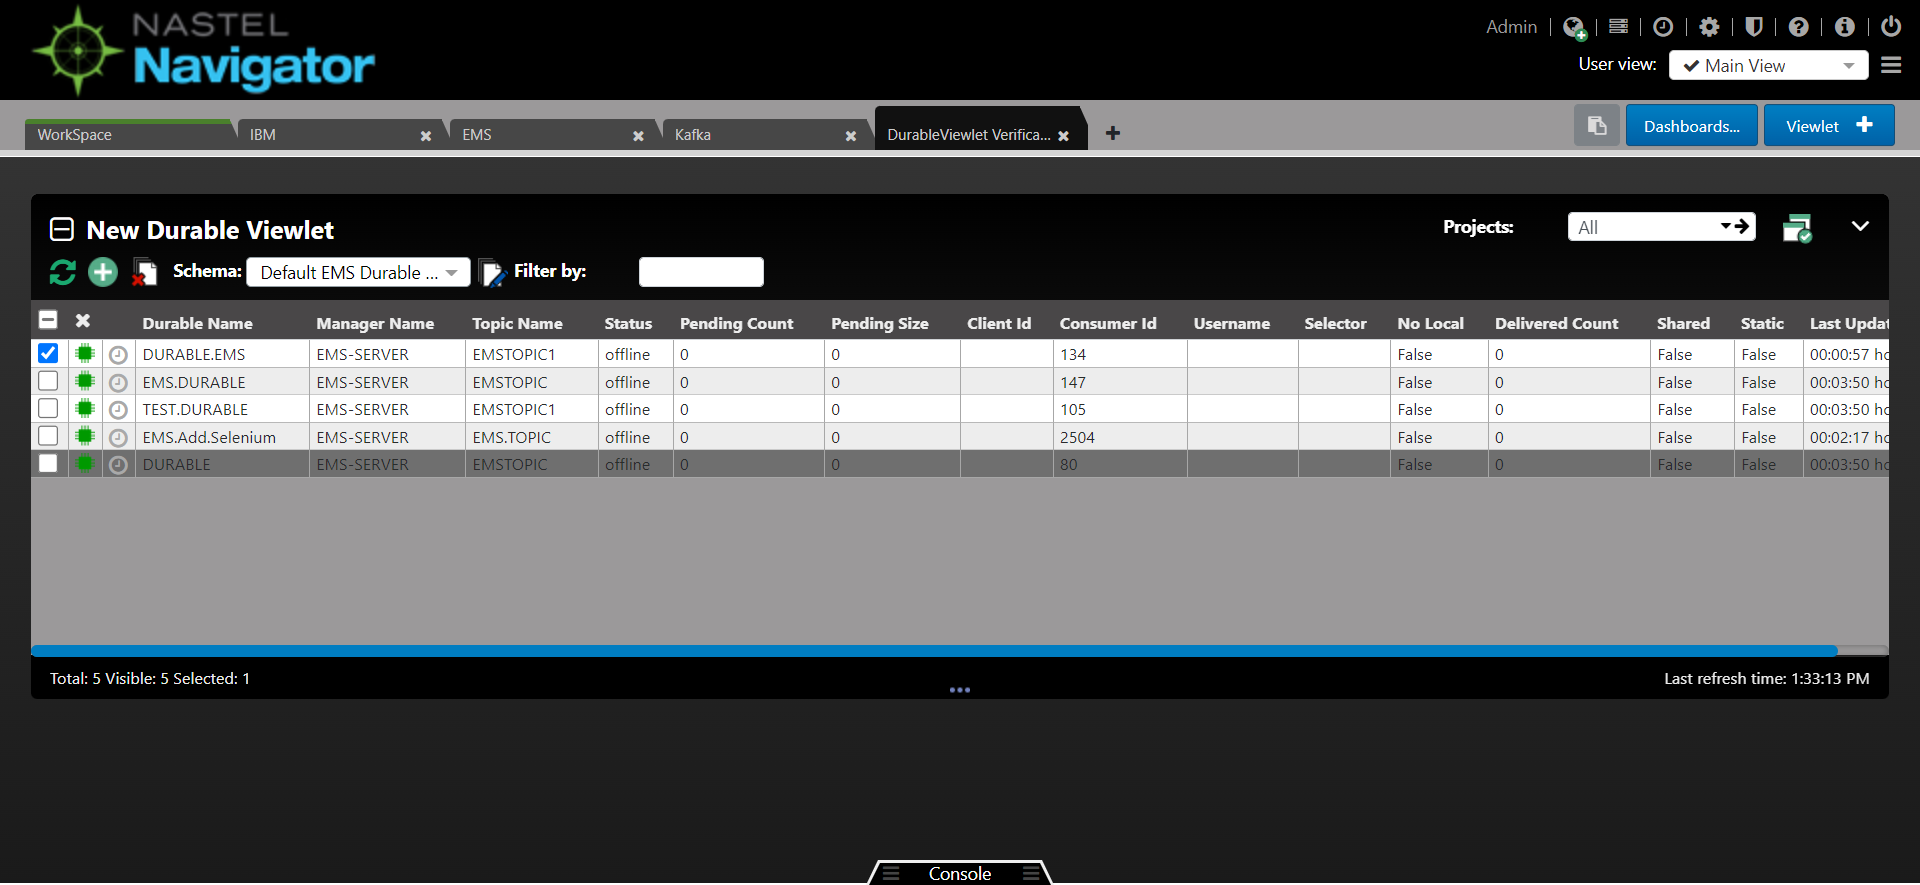 NASTEL
Navigator
Admin
User view: Main View
WorkSpace IBM EMS Kafka DurableViewlet Verifica... Dashboards... Viewlet
New Durable Viewlet Projects: All
Schema: Default EMS Durable ... Filter by:
Durable Name Manager Name Topic Name Status Pending Count Pending Size Client Id Consumer Id Username Selector No Local Delivered Count Shared Static Last Updat
DURABLE.EMS EMS-SERVER EMSTOPIC1 offline 0 0 134 False 0 False False 00:00:57 hc
EMS.DURABLE EMS-SERVER EMSTOPIC offline 0 0 147 False 0 False False 00:03:50 hc
TEST.DURABLE EMS-SERVER EMSTOPIC1 offline 0 0 105 False 0 False False 00:03:50 hc
EMS.Add.Selenium EMS-SERVER EMS.TOPIC offline 0 0 2504 False 0 False False 00:02:17 hc
DURABLE EMS-SERVER EMSTOPIC offline 0 0 80 False 0 False False 00:03:50 hc
Total: 5 Visible: 5 Selected: 1 Last refresh time: 1:33:13 PM
Console